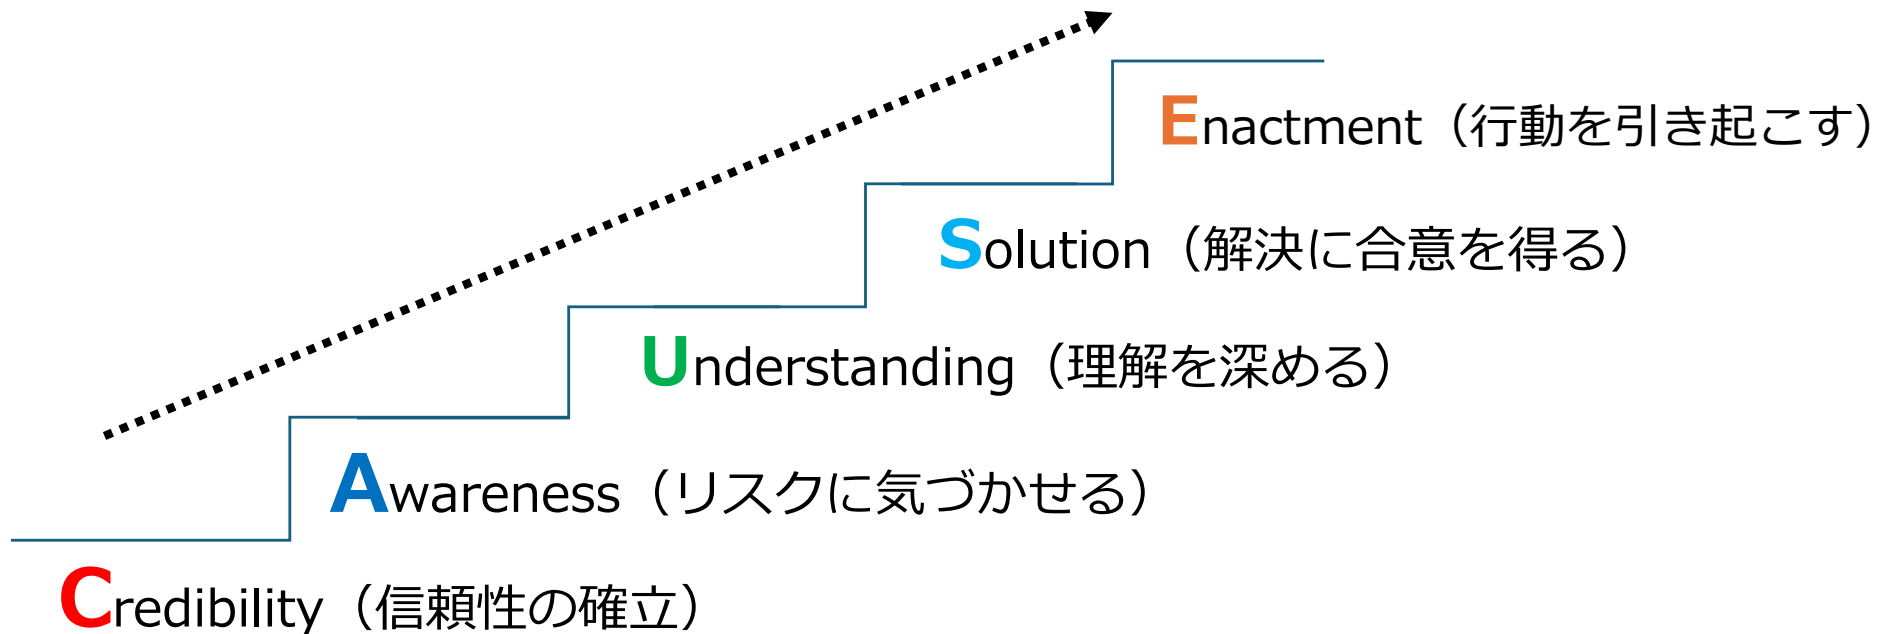 Enactment（行動を引き起こす）
Solution（解決に合意を得る）
Understanding（理解を深める）
Awareness（リスクに気づかせる）
Credibility（信頼性の確立）